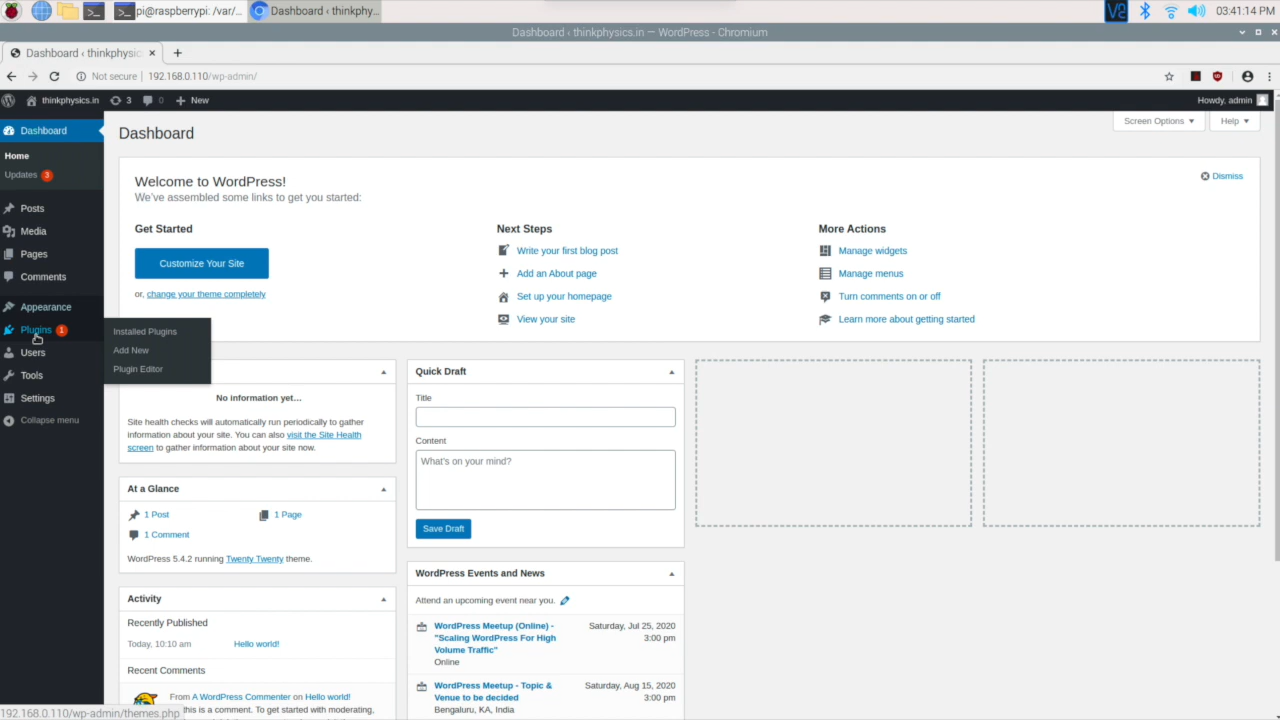 pi@raspberrypi: /var/...
Dashboard ‹ thinkphy...
03:41:14 PM
Dashboard ‹ thinkphysics.in — WordPress - Chromium
Dashboard ‹ thinkphysic
Not secure
192.168.0.110/wp-admin/
thinkphysics.in
3
0
New
Howdy, admin
Dashboard
Home
Updates 3
Posts
Media
Pages
Comments
Appearance
Plugins 1
Users
Tools
Settings
Collapse menu
Installed Plugins
Add New
Plugin Editor
Dashboard
Screen Options
Help
Welcome to WordPress!
We've assembled some links to get you started:
Dismiss
Get Started
Customize Your Site
or, change your theme completely
Next Steps
Write your first blog post
Add an About page
Set up your homepage
View your site
More Actions
Manage widgets
Manage menus
Turn comments on or off
Learn more about getting started
No information yet...
Site health checks will automatically run periodically to gather
information about your site. You can also visit the Site Health
screen to gather information about your site now.
At a Glance
1 Post
1 Page
1 Comment
WordPress 5.4.2 running Twenty Twenty theme.
Activity
Recently Published
Today, 10:10 am
Hello world!
Recent Comments
From A WordPress Commenter on Hello world!
this is a comment. To get started with moderating,
Quick Draft
Title
Content
What's on your mind?
Save Draft
WordPress Events and News
Attend an upcoming event near you.
WordPress Meetup (Online) -
"Scaling WordPress For High
Volume Traffic"
Online
Saturday, Jul 25, 2020
3:00 pm
WordPress Meetup - Topic &
Venue to be decided
Bengaluru, KA, India
Saturday, Aug 15, 2020
3:00 pm
192.168.0.110/wp-admin/themes.php